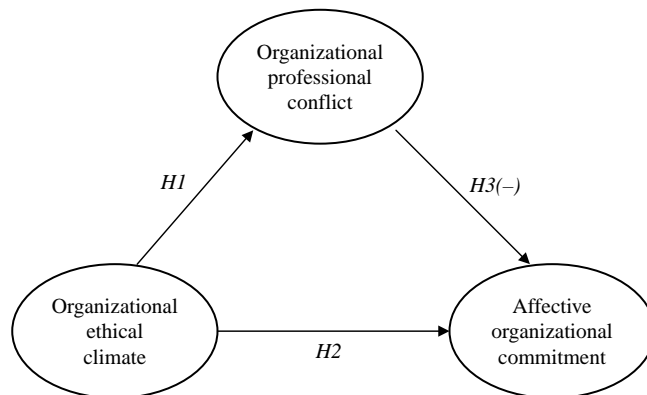 Organizational
professional
conflict
H1
H3(–)
Organizational
ethical
climate
H2
Affective
organizational
commitment